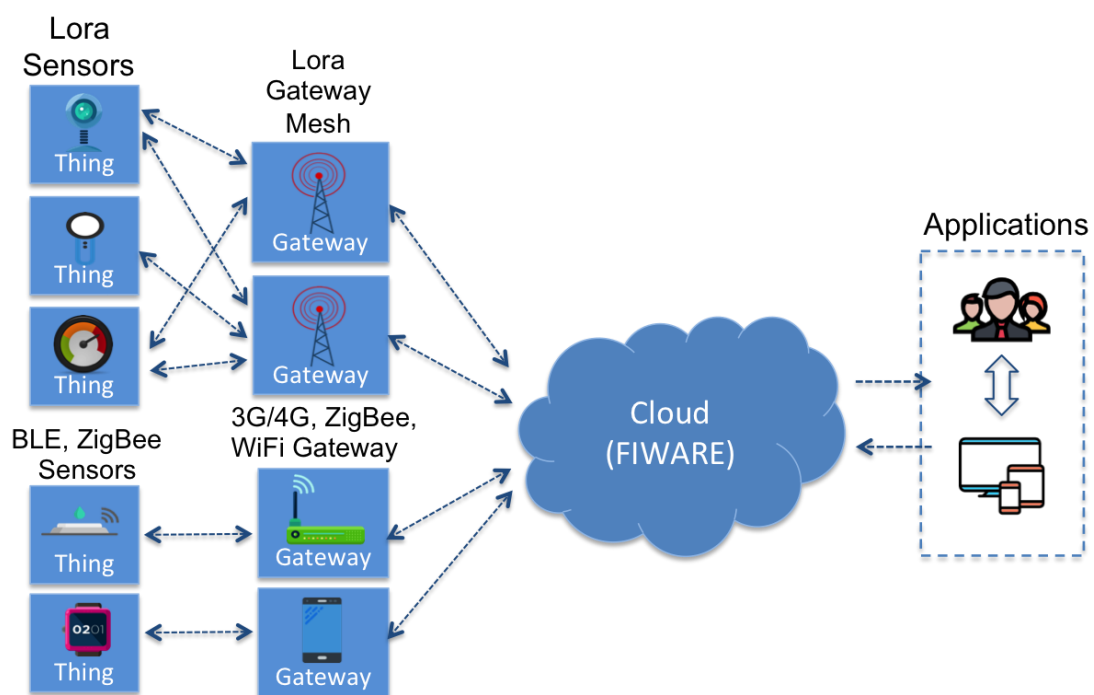 Lora
Sensors
Thing
Thing
Thing
Lora
Gateway
Mesh
Gateway
Gateway
BLE, ZigBee
Sensors
Thing
0201
Thing
3G/4G, ZigBee,
WiFi Gateway
Gateway
Gateway
Cloud
(FIWARE)
Applications